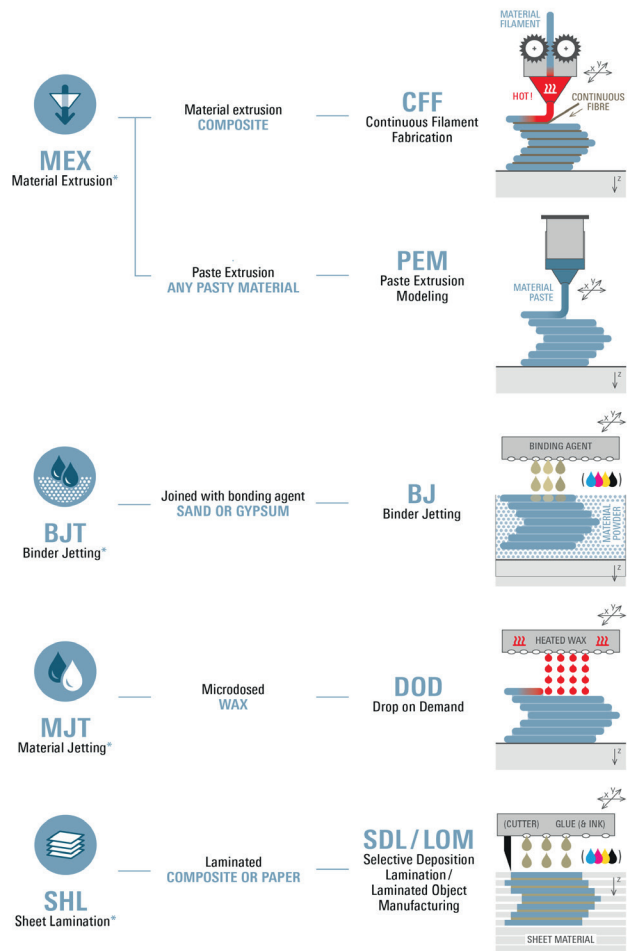 MEX
Material Extrusion*
Material extrusion
COMPOSITE
CFF
Continuous Filament
Fabrication
MATERIAL
FILAMENT
x y
HOT!
CONTINUOUS
FIBRE
z
Paste Extrusion
ANY PASTY MATERIAL
PEM
Paste Extrusion
Modeling
MATERIAL
PASTE
x y
z
BJT
Binder Jetting*
Joined with bonding agent
SAND OR GYPSUM
BJ
Binder Jetting
x y
BINDING AGENT
MATERIAL
POWDER
z
MJT
Material Jetting*
Microdosed
WAX
DOD
Drop on Demand
x y
HEATED WAX
z
SHL
Sheet Lamination*
Laminated
COMPOSITE OR PAPER
SDL / LOM
Selective Deposition
Lamination/
Laminated Object
Manufacturing
x y
(CUTTER) GLUE (& INK)
z
SHEET MATERIAL